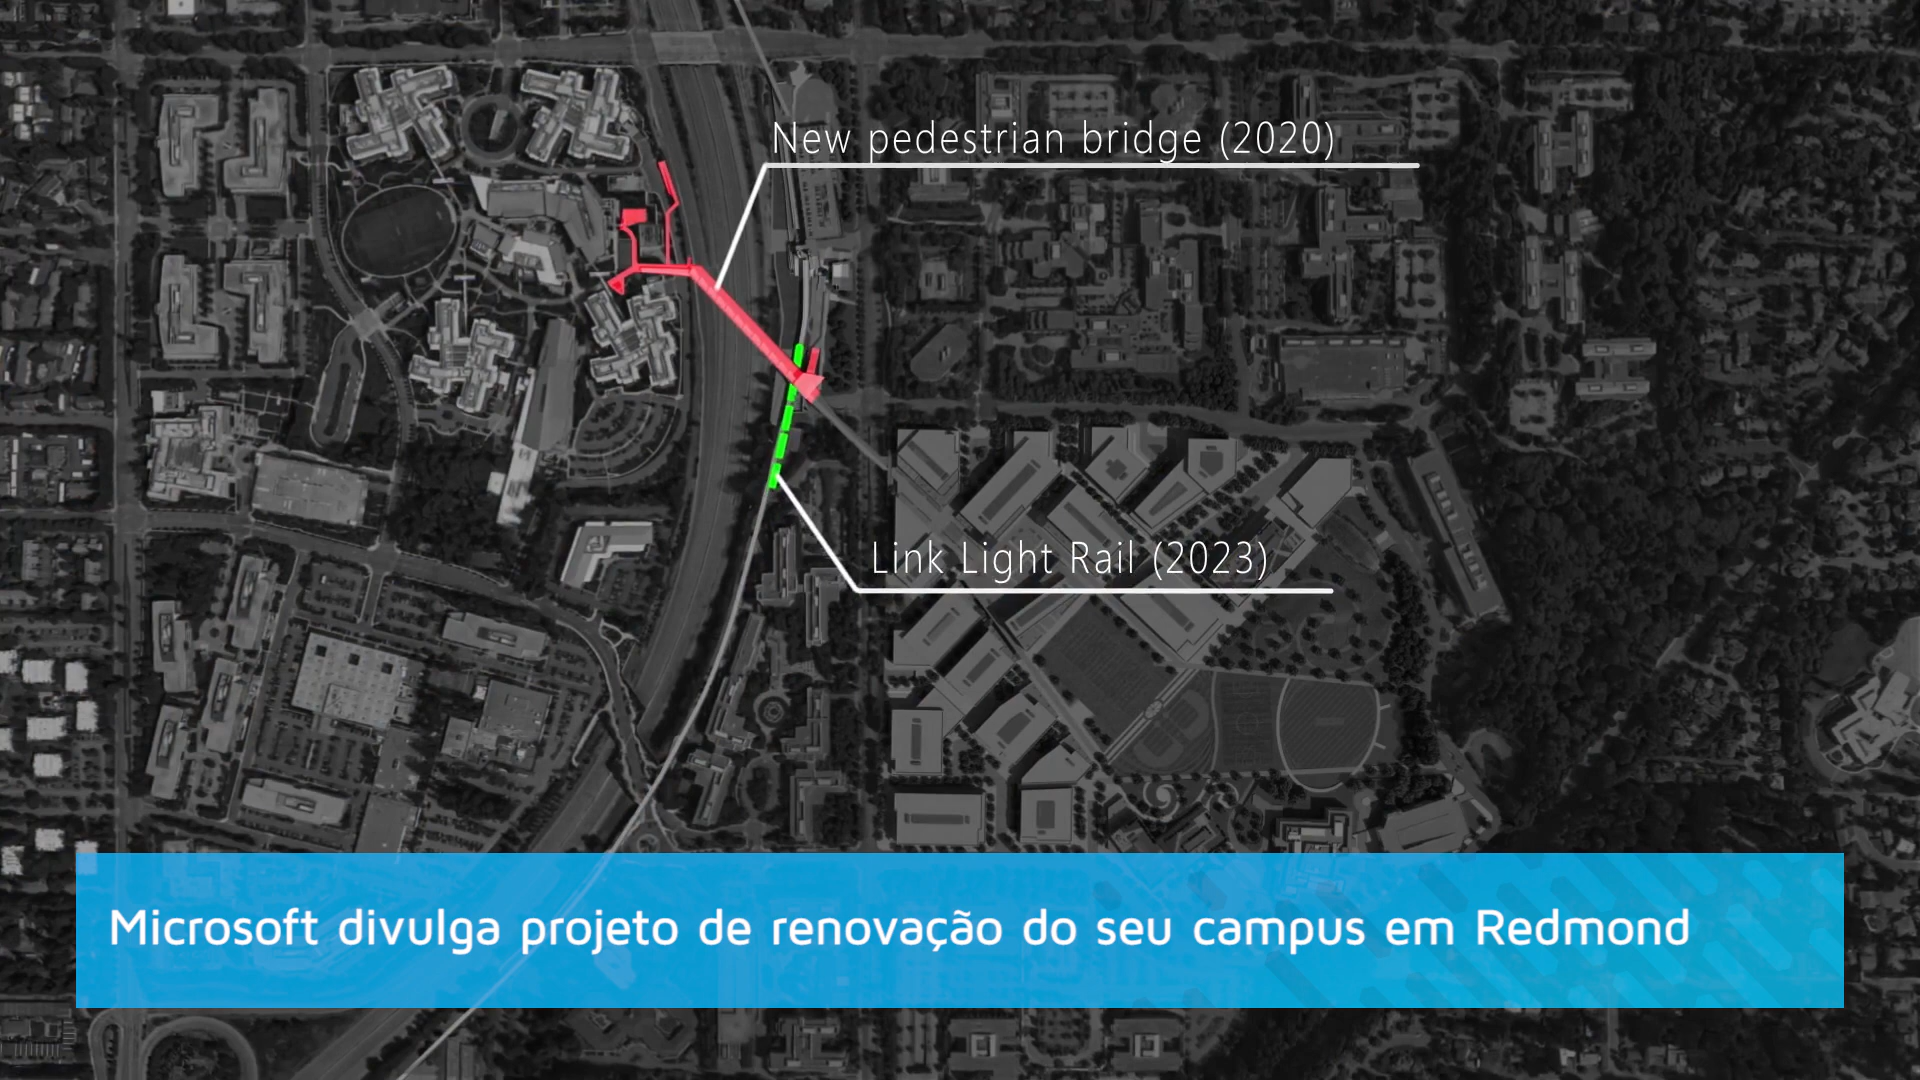 New pedestrian bridge (2020)
Link Light Rail (2023)
Microsoft divulga projeto de renovação do seu campus em Redmond